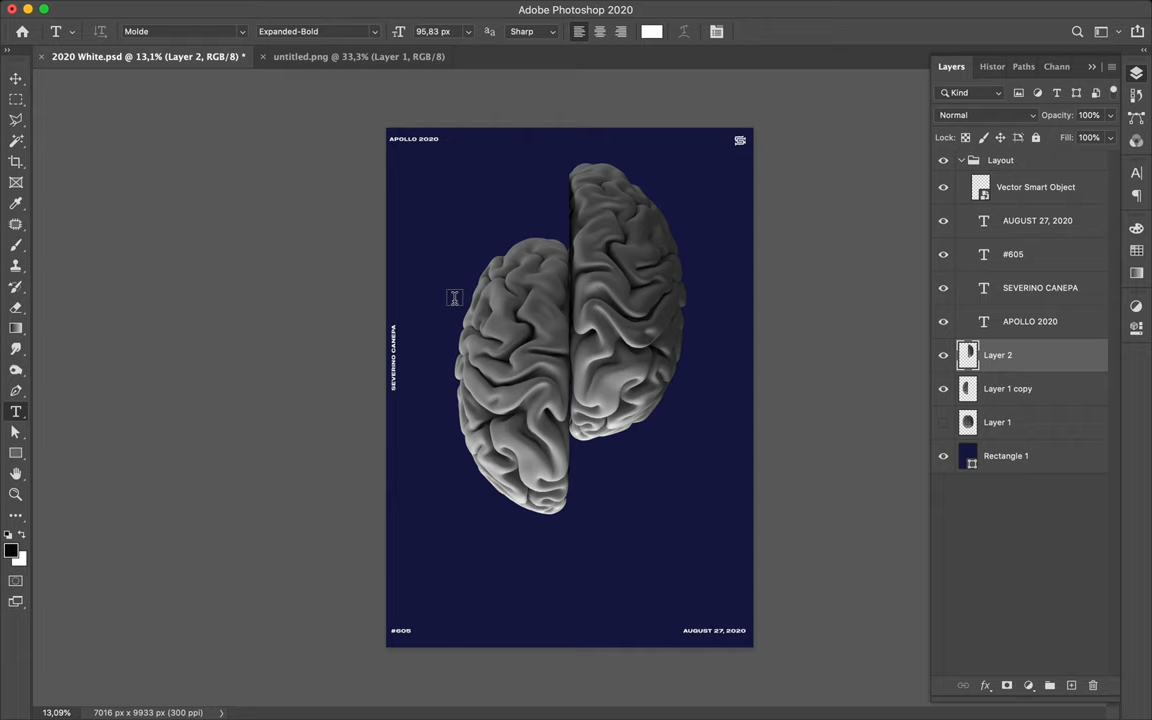 Adobe Photoshop 2020
T Molde Expanded-Bold 95,83 px Sharp
2020 White.psd @ 13,1% (Layer 2, RGB/8) *
untitled.png @ 33,3% (Layer 1, RGB/8)
Layers Histor Paths Chann
Kind
Normal Opacity: 100%
Lock: Fill: 100%
Layout
Vector Smart Object
AUGUST 27, 2020
#605
SEVERINO CANEPA
APOLLO 2020
Layer 2
Layer 1 copy
Layer 1
Rectangle 1
fx
APOLLO 2020
SEVERINO CANEPA
#605
AUGUST 27, 2020
13,09% 7016 px x 9933 px (300 ppi)